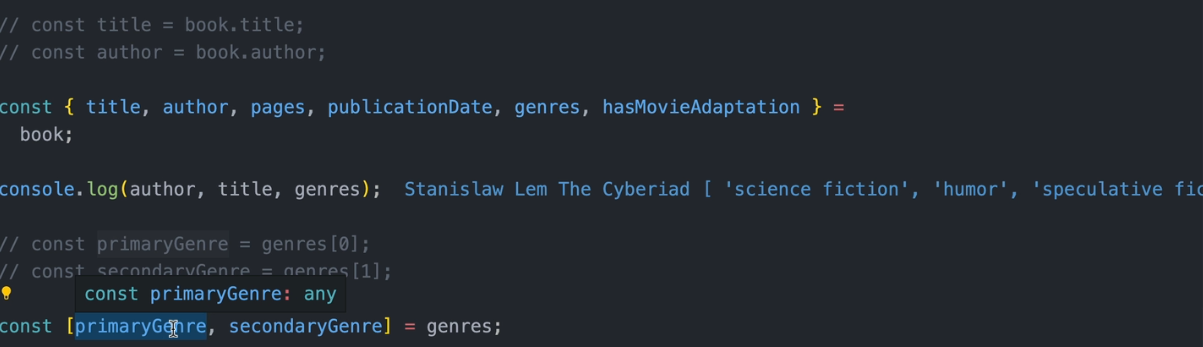 // const title = book.title;
// const author = book.author;
const { title, author, pages, publicationDate, genres, hasMovieAdaptation } =
book;
console.log(author, title, genres); Stanislaw Lem The Cyberiad [ 'science fiction', 'humor', 'speculative fic
// const primaryGenre = genres[0];
// const secondaryGenre = genres[1];
const primaryGenre: any
const [primaryGenre, secondaryGenre] = genres;